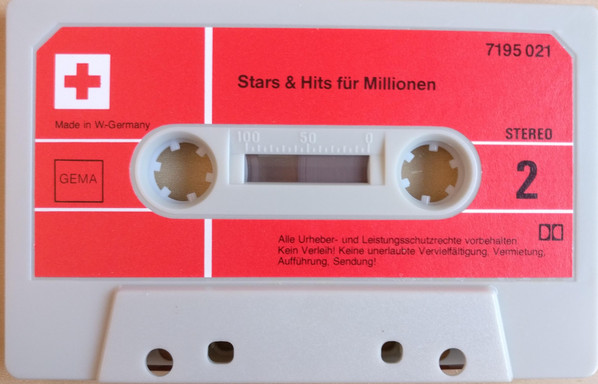 7195 021
Stars & Hits für Millionen
Made in W-Germany
100 50 0
STEREO
GEMA
2
Alle Urheber- und Leistungsschutzrechte vorbehalten
Kein Verleih! Keine unerlaubte Vervielfältigung, Vermietung,
Aufführung, Sendung!